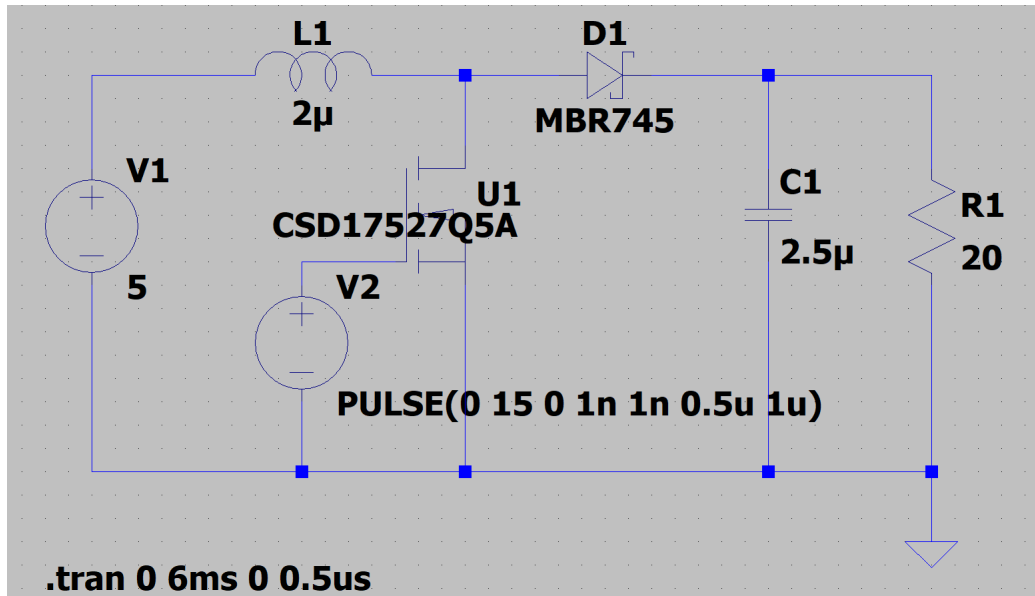 L1
2µ
D1
MBR745
V1
5
U1
CSD17527Q5A
C1
2.5µ
R1
20
V2
PULSE(0 15 0 1n 1n 0.5u 1u)
.tran 0 6ms 0 0.5us